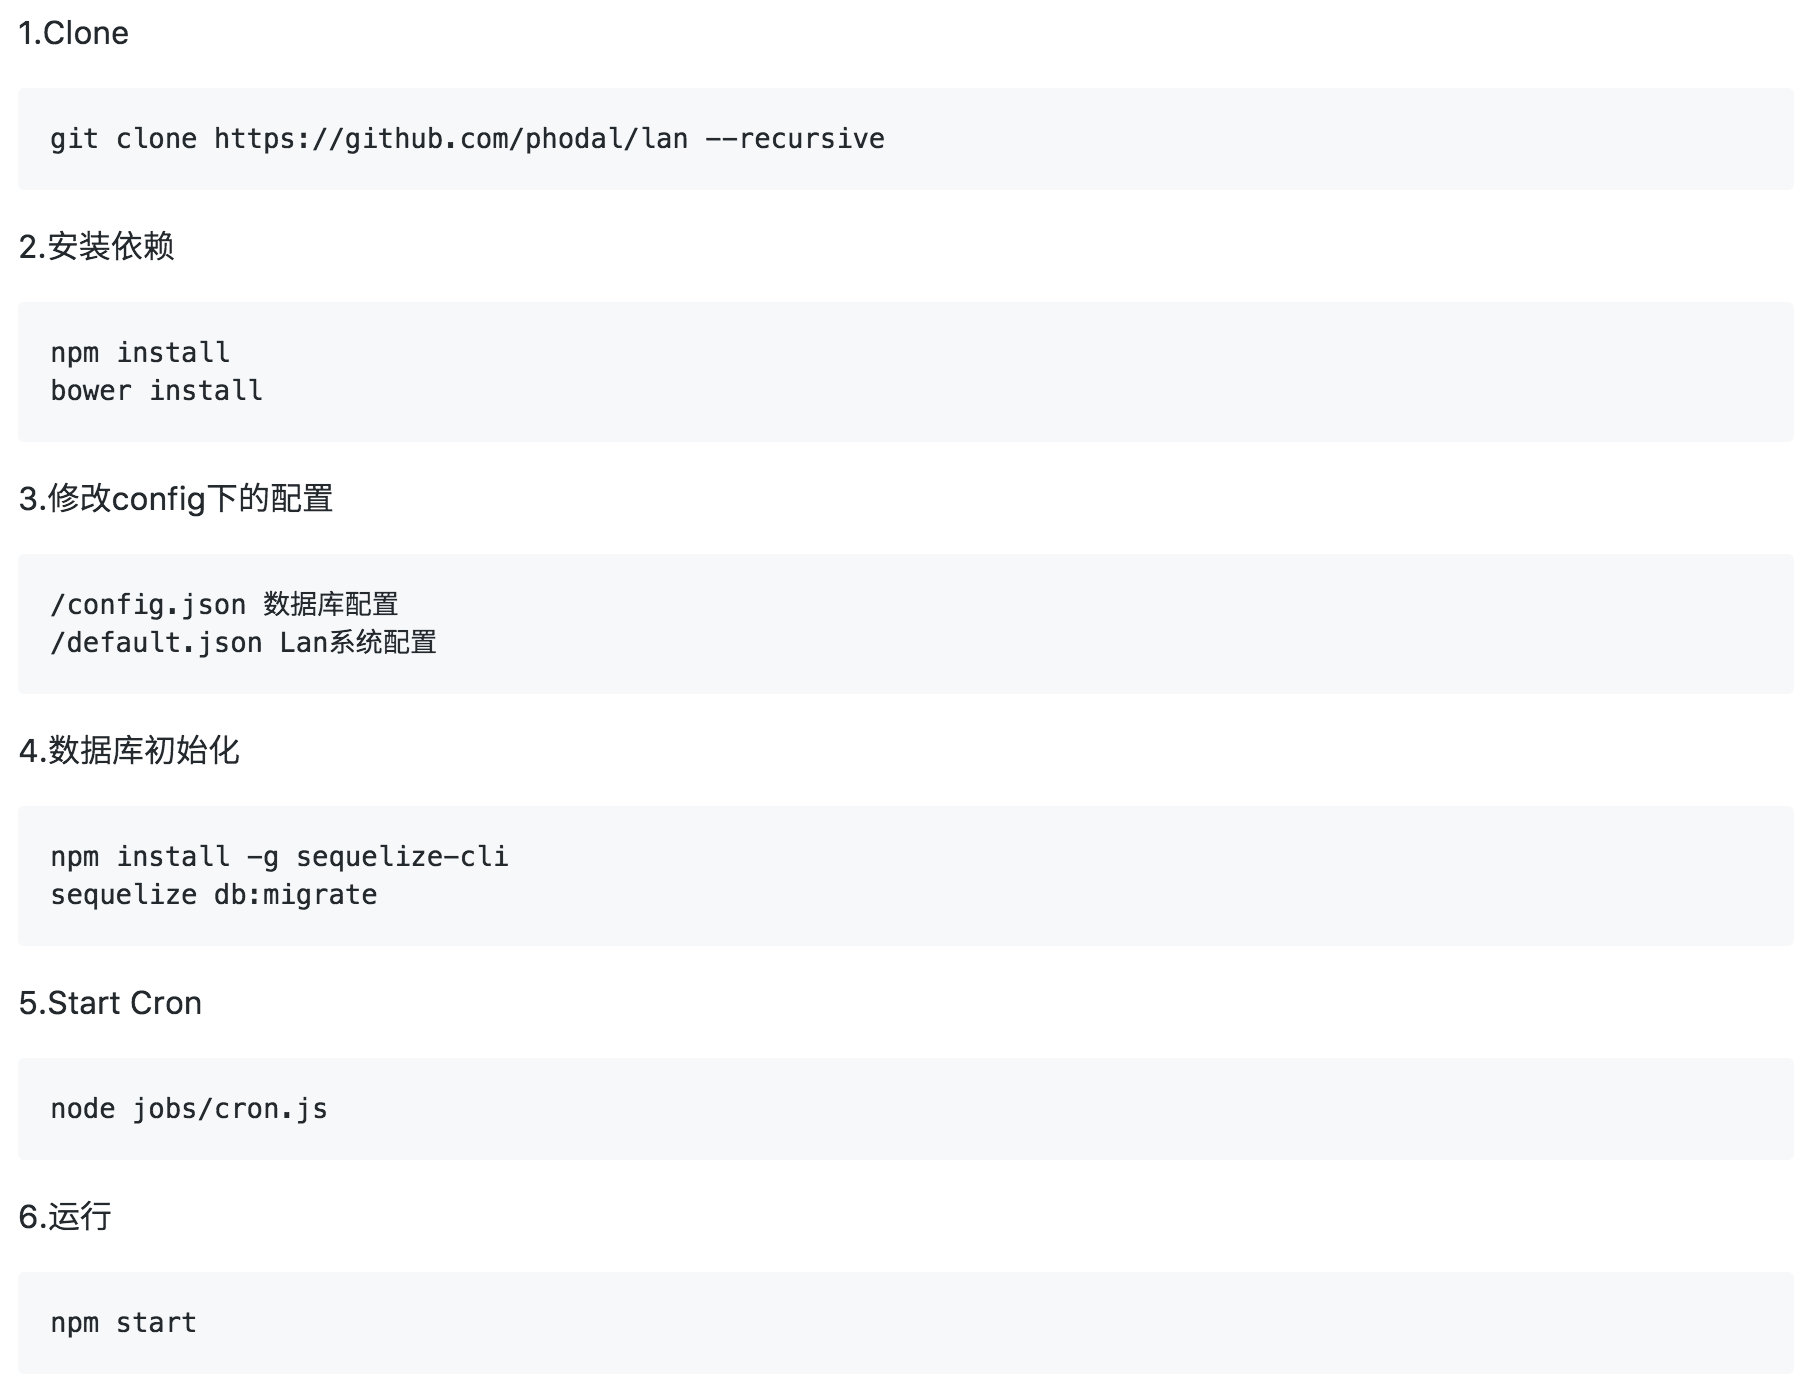 1.Clone
git clone https://github.com/phodal/lan --recursive
2.安装依赖
npm install
bower install
3.修改config下的配置
/config.json 数据库配置
/default.json Lan系统配置
4.数据库初始化
npm install -g sequelize-cli
sequelize db:migrate
5.Start Cron
node jobs/cron.js
6.运行
npm start